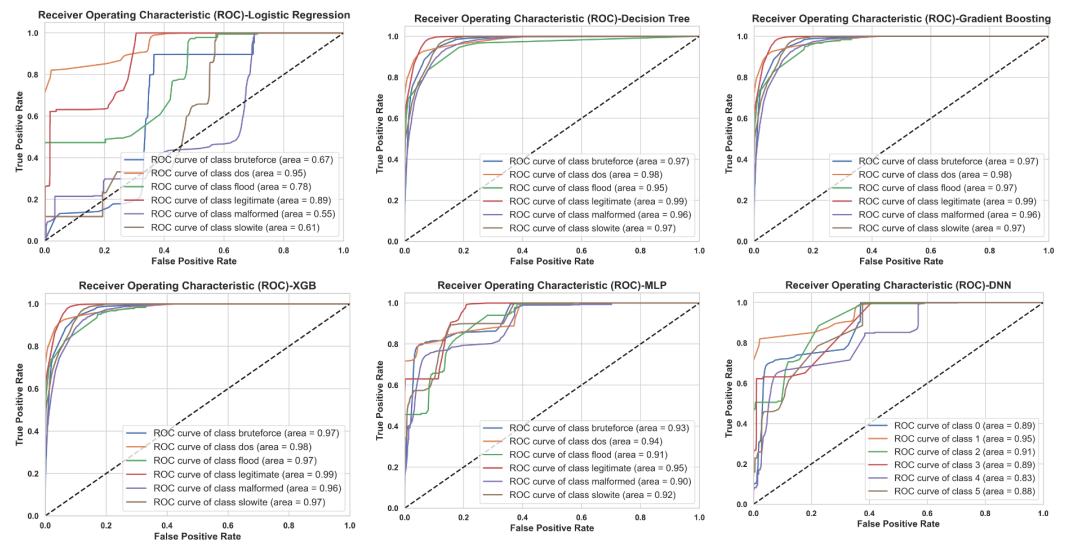 Receiver Operating Characteristic (ROC)-Logistic Regression
1.0
0.8
0.6
0.4
0.2
0.0
True Positive Rate
ROC curve of class bruteforce (area = 0.67)
ROC curve of class dos (area = 0.95)
ROC curve of class flood (area = 0.78)
ROC curve of class legitimate (area = 0.89)
ROC curve of class malformed (area = 0.55)
ROC curve of class slowite (area = 0.61)
0.0 0.2 0.4 0.6 0.8 1.0
False Positive Rate
Receiver Operating Characteristic (ROC)-Decision Tree
1.0
0.8
0.6
0.4
0.2
0.0
True Positive Rate
ROC curve of class bruteforce (area = 0.97)
ROC curve of class dos (area = 0.98)
ROC curve of class flood (area = 0.95)
ROC curve of class legitimate (area = 0.99)
ROC curve of class malformed (area = 0.96)
ROC curve of class slowite (area = 0.97)
0.0 0.2 0.4 0.6 0.8 1.0
False Positive Rate
Receiver Operating Characteristic (ROC)-Gradient Boosting
1.0
0.8
0.6
0.4
0.2
0.0
True Positive Rate
ROC curve of class bruteforce (area = 0.97)
ROC curve of class dos (area = 0.98)
ROC curve of class flood (area = 0.97)
ROC curve of class legitimate (area = 0.99)
ROC curve of class malformed (area = 0.96)
ROC curve of class slowite (area = 0.97)
0.0 0.2 0.4 0.6 0.8 1.0
False Positive Rate
Receiver Operating Characteristic (ROC)-XGB
1.0
0.8
0.6
0.4
0.2
0.0
True Positive Rate
ROC curve of class bruteforce (area = 0.97)
ROC curve of class dos (area = 0.98)
ROC curve of class flood (area = 0.97)
ROC curve of class legitimate (area = 0.99)
ROC curve of class malformed (area = 0.96)
ROC curve of class slowite (area = 0.97)
0.0 0.2 0.4 0.6 0.8 1.0
False Positive Rate
Receiver Operating Characteristic (ROC)-MLP
1.0
0.8
0.6
0.4
0.2
0.0
True Positive Rate
ROC curve of class bruteforce (area = 0.93)
ROC curve of class dos (area = 0.94)
ROC curve of class flood (area = 0.91)
ROC curve of class legitimate (area = 0.95)
ROC curve of class malformed (area = 0.90)
ROC curve of class slowite (area = 0.92)
0.0 0.2 0.4 0.6 0.8 1.0
False Positive Rate
Receiver Operating Characteristic (ROC)-DNN
1.0
0.8
0.6
0.4
0.2
0.0
True Positive Rate
ROC curve of class 0 (area = 0.89)
ROC curve of class 1 (area = 0.95)
ROC curve of class 2 (area = 0.91)
ROC curve of class 3 (area = 0.89)
ROC curve of class 4 (area = 0.83)
ROC curve of class 5 (area = 0.88)
0.0 0.2 0.4 0.6 0.8 1.0
False Positive Rate